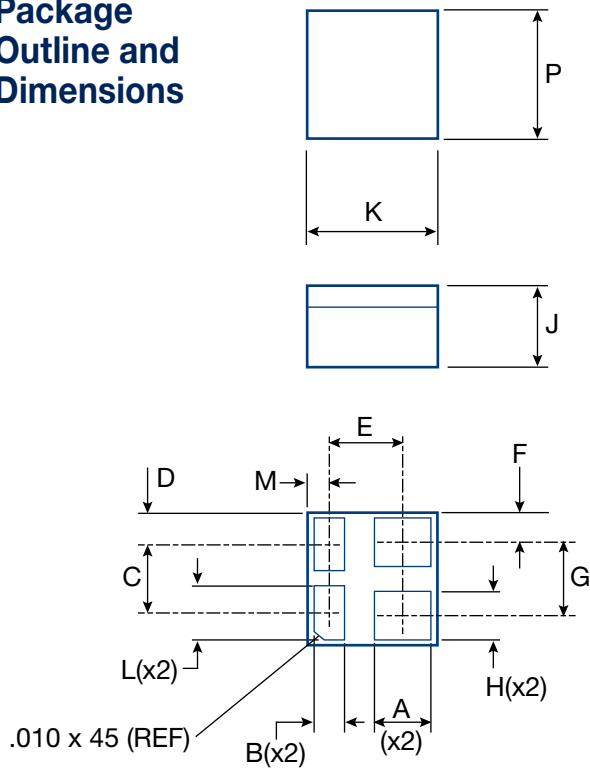 Package
Outline and
Dimensions
P
K
J
E
F
D
M
C
G
L(x2)
H(x2)
A
(x2)
.010 x 45 (REF)
B(x2)